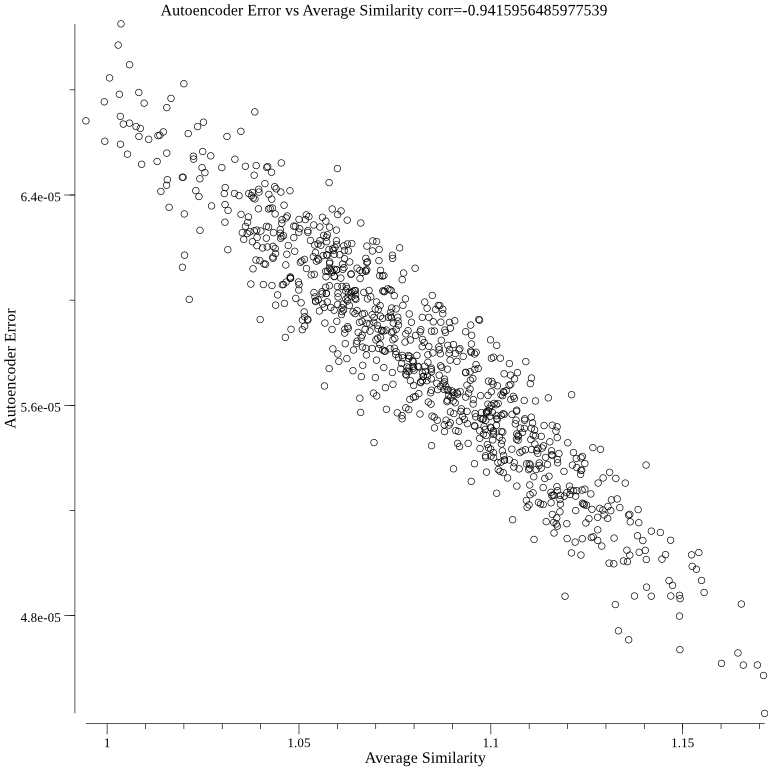 Autoencoder Error vs Average Similarity corr=-0.9415956485977539
6.4e-05
5.6e-05
4.8e-05
Autoencoder Error
1
1.05
1.1
1.15
Average Similarity